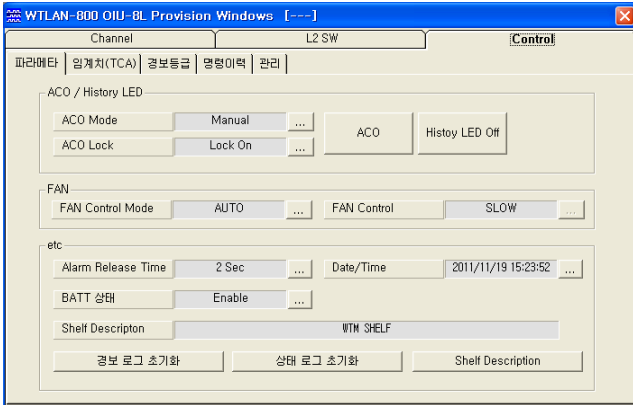 WTLAN-800 OIU-8L Provision Windows [---]
Channel L2 SW Control
파라메타 임계치(TCA) 경보등급 명령이력 관리
ACO / History LED
ACO Mode Manual ... ACO Histoy LED Off
ACO Lock Lock On ...
FAN
FAN Control Mode AUTO ... FAN Control SLOW ...
etc
Alarm Release Time 2 Sec ... Date/Time 2011/11/19 15:23:52 ...
BATT 상태 Enable ...
Shelf Descripton WTM SHELF
경보 로그 초기화 상태 로그 초기화 Shelf Description